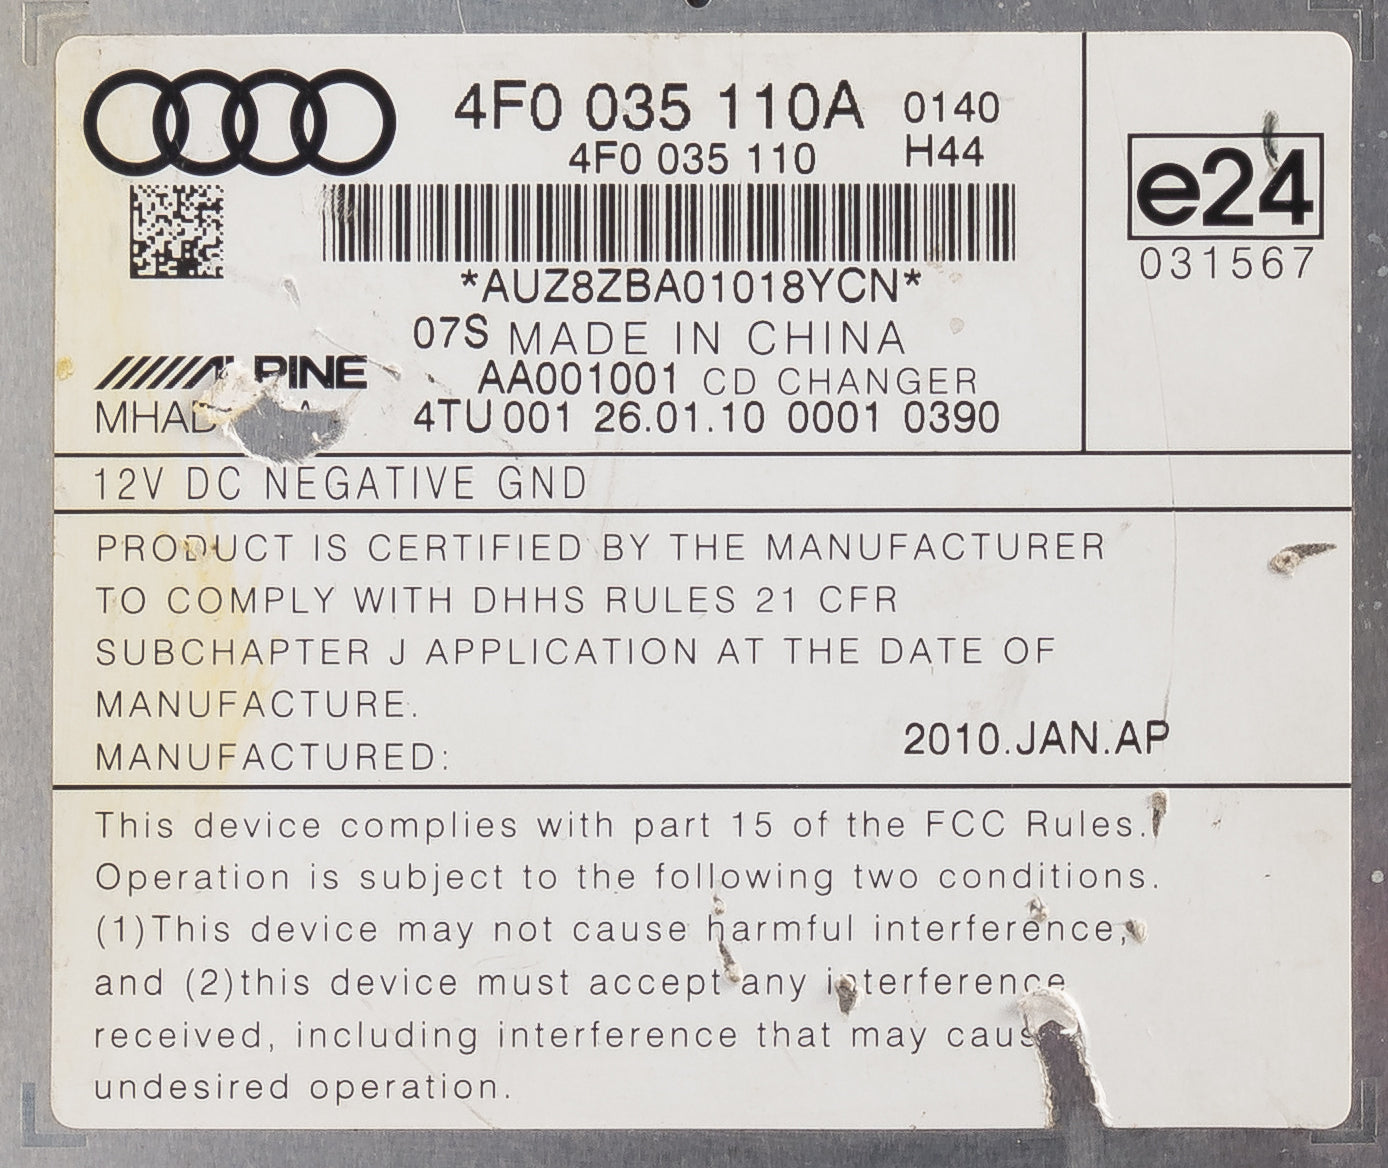 4F0 035 110A 0140
4F0 035 110 H44
e24
031567
*AUZ8ZBA01018YCN*
07S MADE IN CHINA
ALPINE
AA001001 CD CHANGER
4TU001 26.01.10 0001 0390
12V DC NEGATIVE GND
PRODUCT IS CERTIFIED BY THE MANUFACTURER
TO COMPLY WITH DHHS RULES 21 CFR
SUBCHAPTER J APPLICATION AT THE DATE OF
MANUFACTURE.
MANUFACTURED: 2010.JAN.AP
This device complies with part 15 of the FCC Rules.
Operation is subject to the following two conditions.
(1)This device may not cause harmful interference,
and (2)this device must accept any interference
received, including interference that may cause
undesired operation.